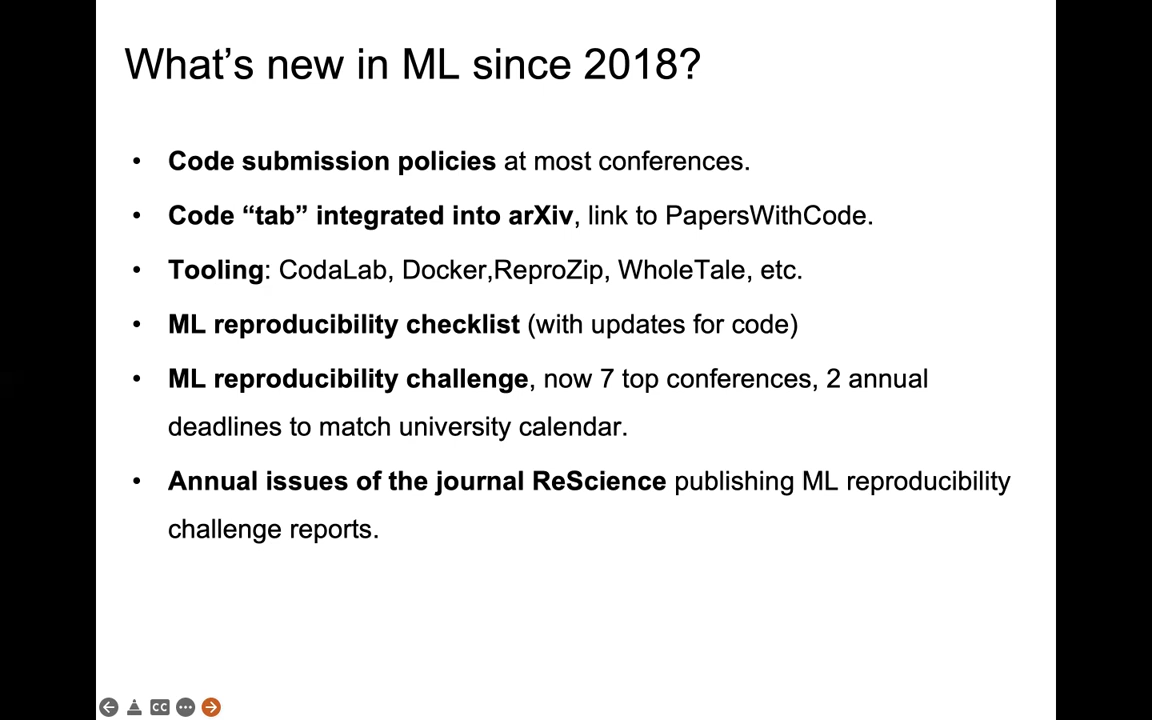 What’s new in ML since 2018?
• Code submission policies at most conferences.
• Code “tab” integrated into arXiv, link to PapersWithCode.
• Tooling: CodaLab, Docker,ReproZip, WholeTale, etc.
• ML reproducibility checklist (with updates for code)
• ML reproducibility challenge, now 7 top conferences, 2 annual
deadlines to match university calendar.
• Annual issues of the journal ReScience publishing ML reproducibility
challenge reports.
CC